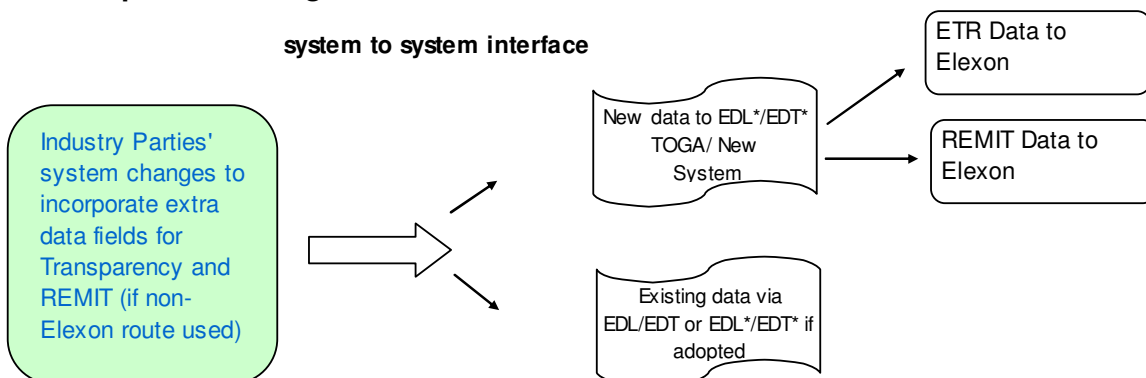 system to system interface
ETR Data to
Elexon
New data to EDL*/EDT*
TOGA/ New
System
REMIT Data to
Elexon
Industry Parties'
system changes to
incorporate extra
data fields for
Transparency and
REMIT (if non-
Elexon route used)
Existing data via
EDL/EDT or EDL*/EDT* if
adopted